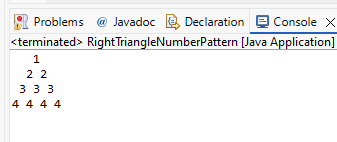 Problems @ Javadoc Declaration Console
<terminated> RightTriangleNumberPattern [Java Application]
1
2 2
3 3 3
4 4 4 4